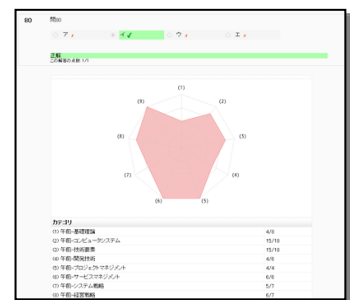 80 問80
ア イ ウ エ
正解
この解答の点数: 1/1
(1)
(9) (2)
(8) (3)
(7) (4)
(6) (5)
カテゴリ
(1) 午前-基礎理論 4/8
(2) 午前-コンピュータシステム 15/18
(3) 午前-技術要素 15/18
(4) 午前-開発技術 4/6
(5) 午前-プロジェクトマネジメント 4/4
(6) 午前-サービスマネジメント 6/6
(7) 午前-システム戦略 5/7
(8) 午前-経営戦略 6/7